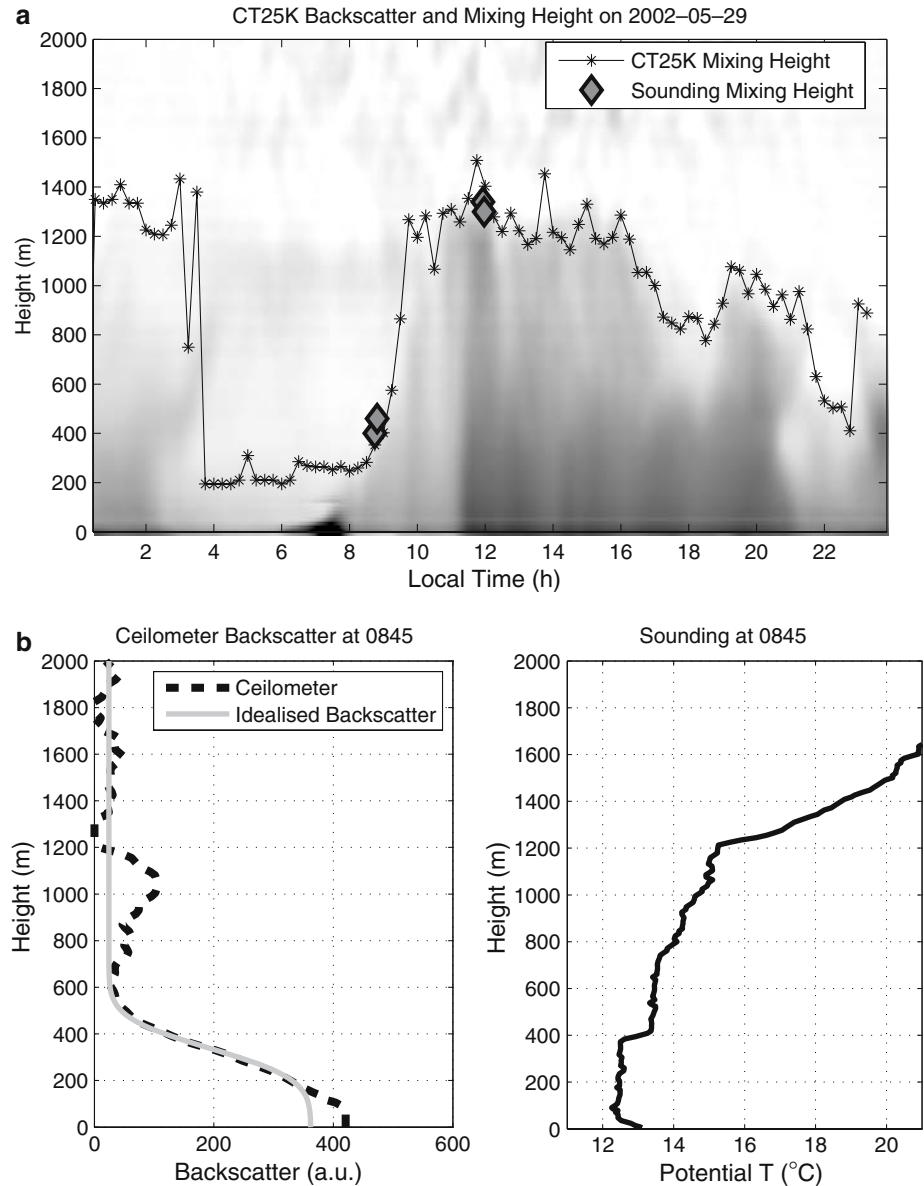 a
CT25K Backscatter and Mixing Height on 2002–05–29
2000
1800
1600
1400
1200
1000
800
600
400
200
0
Height (m)
CT25K Mixing Height
Sounding Mixing Height
2 4 6 8 10 12 14 16 18 20 22
Local Time (h)
b
Ceilometer Backscatter at 0845
2000
1800
1600
1400
1200
1000
800
600
400
200
0
Height (m)
Ceilometer
Idealised Backscatter
0 200 400 600
Backscatter (a.u.)
Sounding at 0845
2000
1800
1600
1400
1200
1000
800
600
400
200
0
Height (m)
12 14 16 18 20
Potential T (°C)